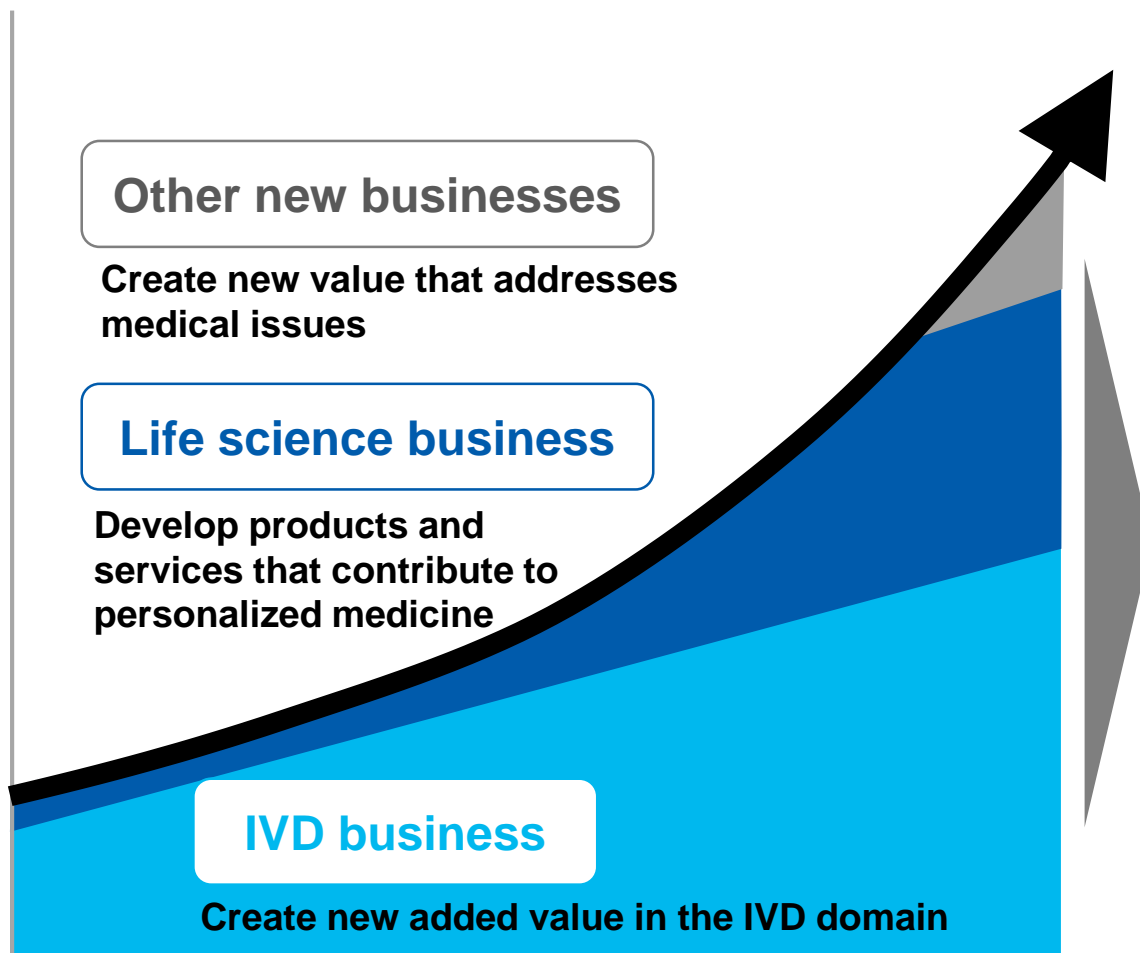 Other new businesses
Create new value that addresses
medical issues
Life science business
Develop products and
services that contribute to
personalized medicine
IVD business
Create new added value in the IVD domain